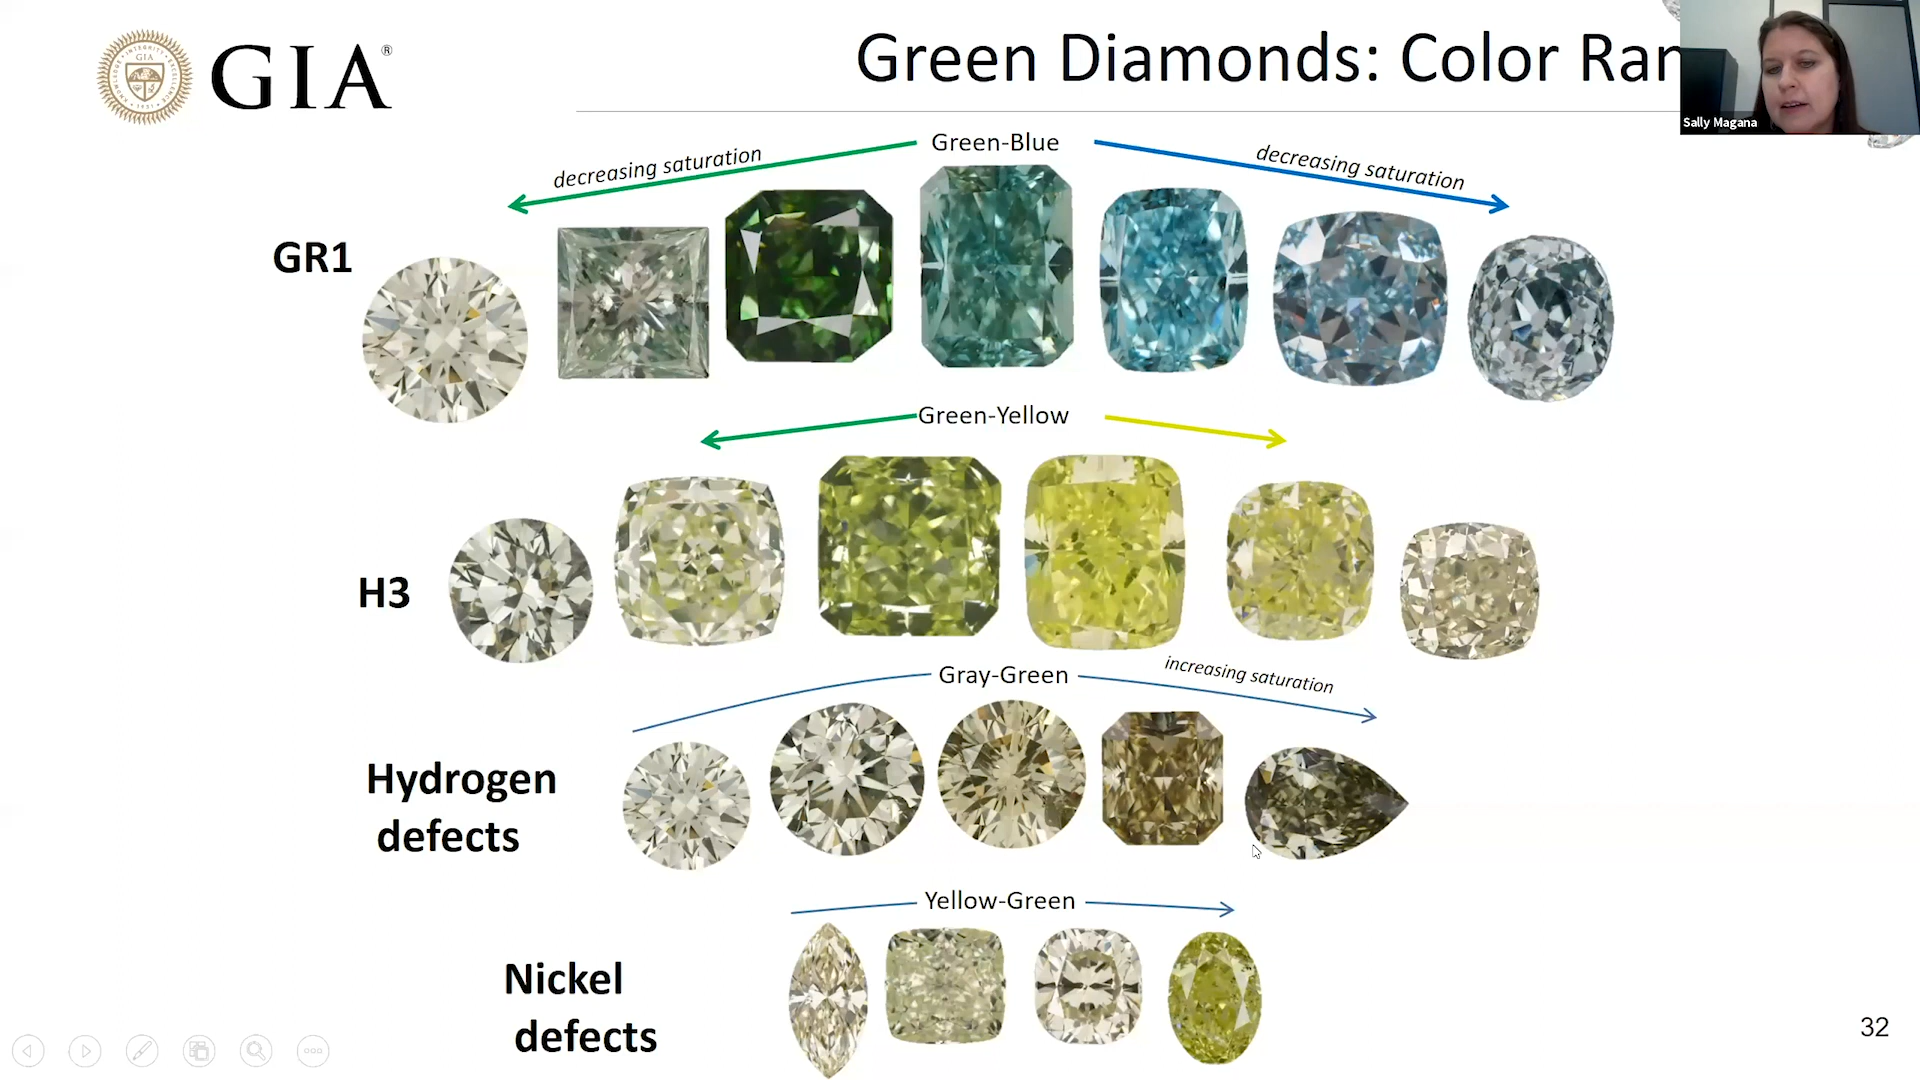 GIA®
Green Diamonds: Color Ran
Sally Magana
Green-Blue
decreasing saturation
decreasing saturation
GR1
Green-Yellow
H3
Gray-Green
increasing saturation
Hydrogen
defects
Yellow-Green
Nickel
defects
32